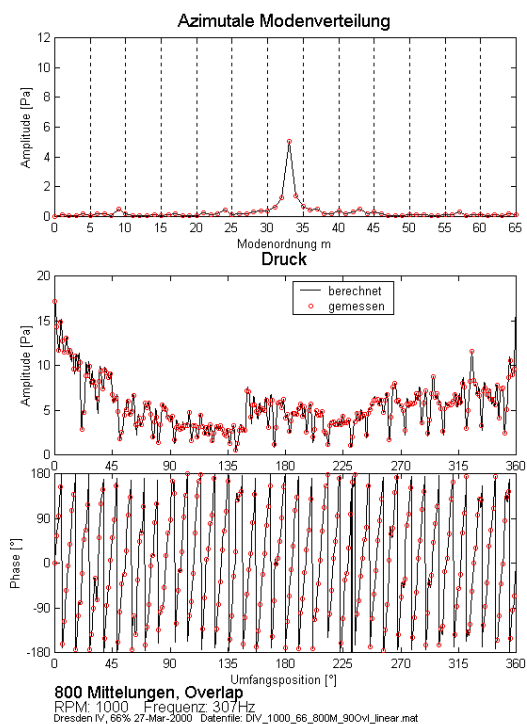 Azimutale Modenverteilung
12
10
8
6
4
2
0
Amplitude [Pa]
0 5 10 15 20 25 30 35 40 45 50 55 60 65
Modenordnung m
Druck
20
15
10
5
0
Amplitude [Pa]
berechnet
gemessen
0 45 90 135 180 225 270 315 360
180
90
0
-90
-180
Phase [°]
0 45 90 135 180 225 270 315 360
Umfangsposition [°]
800 Mittelungen, Overlap
RPM: 1000 Frequenz: 307Hz
Dresden IV, 66% 27-Mar-2000 Datenfile: DIV_1000_66_800M_90Ovl_linear.mat